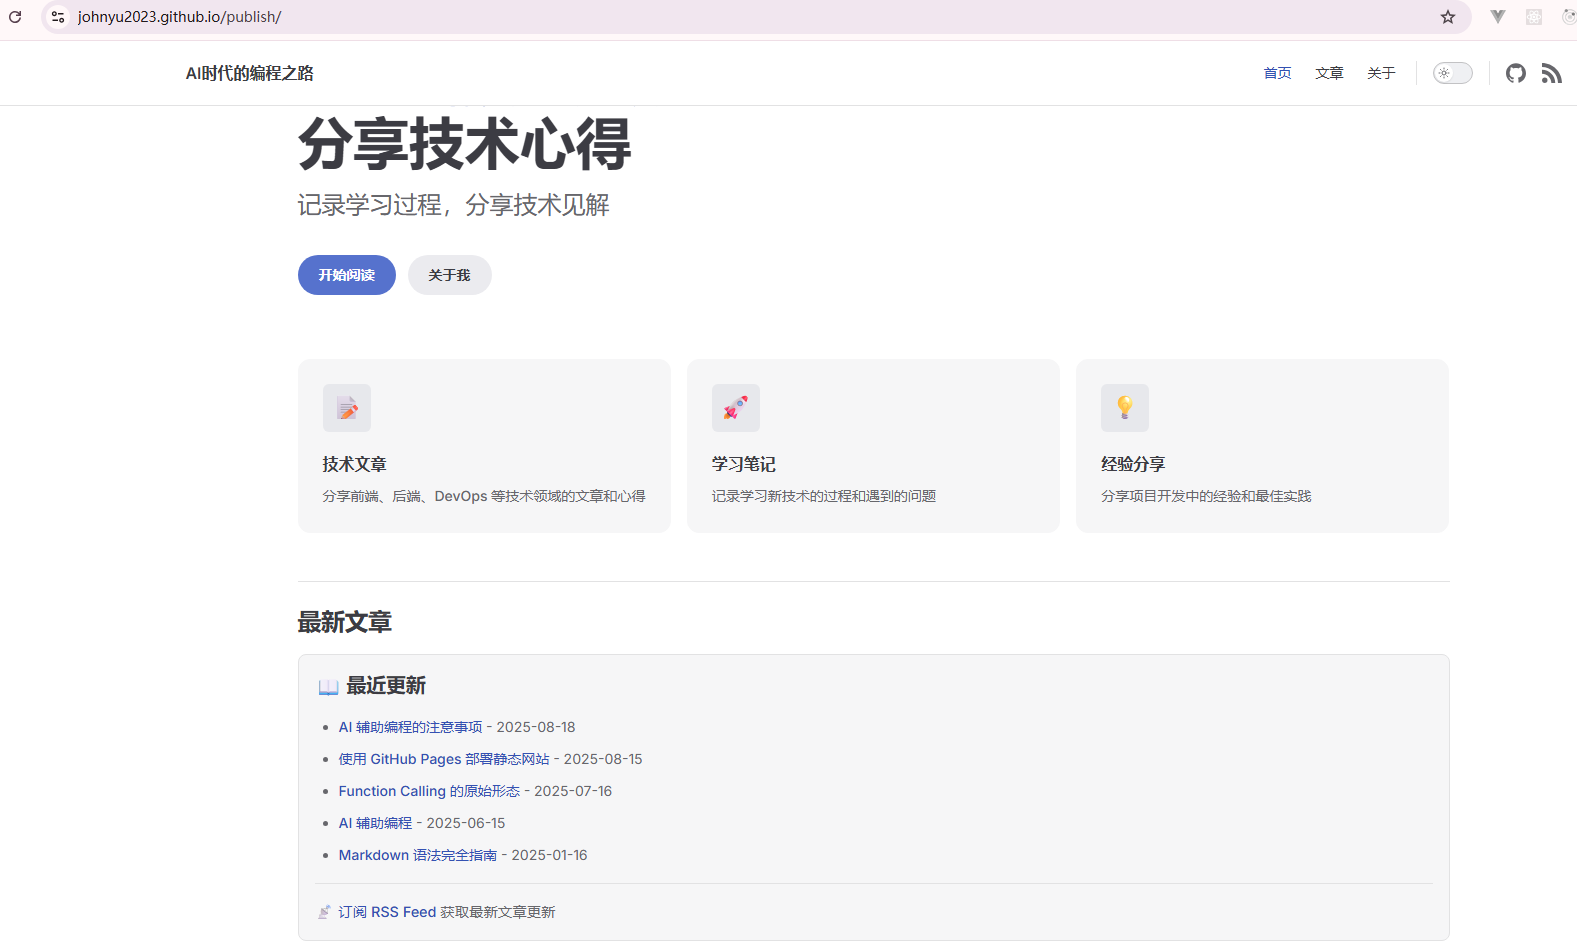 johnyu2023.github.io/publish/
AI时代的编程之路
首页 文章 关于
分享技术心得
记录学习过程，分享技术见解
开始阅读 关于我
技术文章
分享前端、后端、DevOps 等技术领域的文章和心得
学习笔记
记录学习新技术的过程和遇到的问题
经验分享
分享项目开发中的经验和最佳实践
最新文章
最近更新
AI 辅助编程的注意事项 - 2025-08-18
使用 GitHub Pages 部署静态网站 - 2025-08-15
Function Calling 的原始形态 - 2025-07-16
AI 辅助编程 - 2025-06-15
Markdown 语法完全指南 - 2025-01-16
订阅 RSS Feed 获取最新文章更新